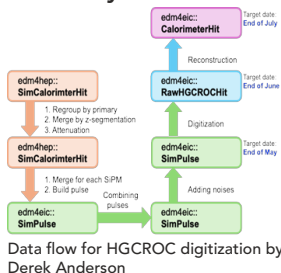 edm4eic::
CalorimeterHit
Target date:
End of July
Reconstruction
edm4hep::
SimCalorimterHit
edm4eic::
RawHGCROCHit
Target date:
End of June
1. Regroup by primary
2. Merge by z-segmentation
3. Attenuation
Digitization
edm4hep::
SimCalorimterHit
edm4eic::
SimPulse
Target date:
End of May
1. Merge for each SiPM
2. Build pulse
Combining
pulses
Adding noises
edm4eic::
SimPulse
edm4eic::
SimPulse
Data flow for HGCROC digitization by
Derek Anderson